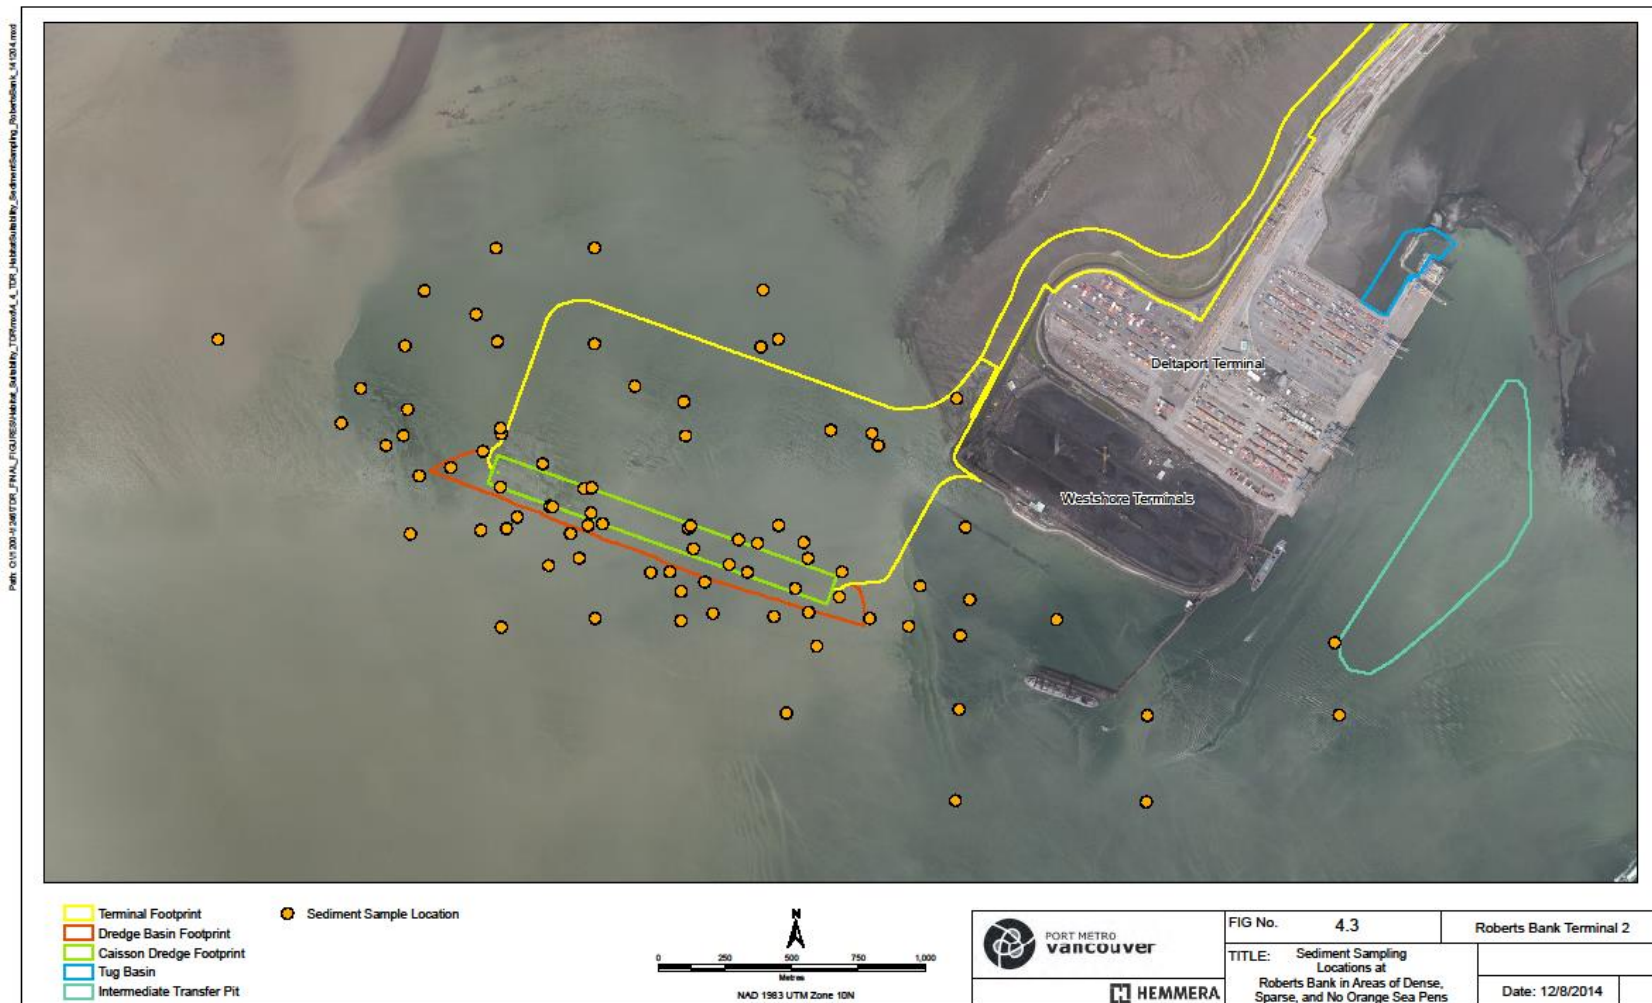 Deltaport Terminal
Westshore Terminals
Terminal Footprint
Dredge Basin Footprint
Caisson Dredge Footprint
Tug Basin
Intermediate Transfer Pit
Sediment Sample Location
N
0 250 500 750 1,000
Metres
NAD 1983 UTM Zone 10N
PORT METRO
vancouver
HEMMERA
FIG No. 4.3
Roberts Bank Terminal 2
TITLE: Sediment Sampling
Locations at
Roberts Bank in Areas of Dense,
Sparse, and No Orange Sea Pens
Date: 12/8/2014